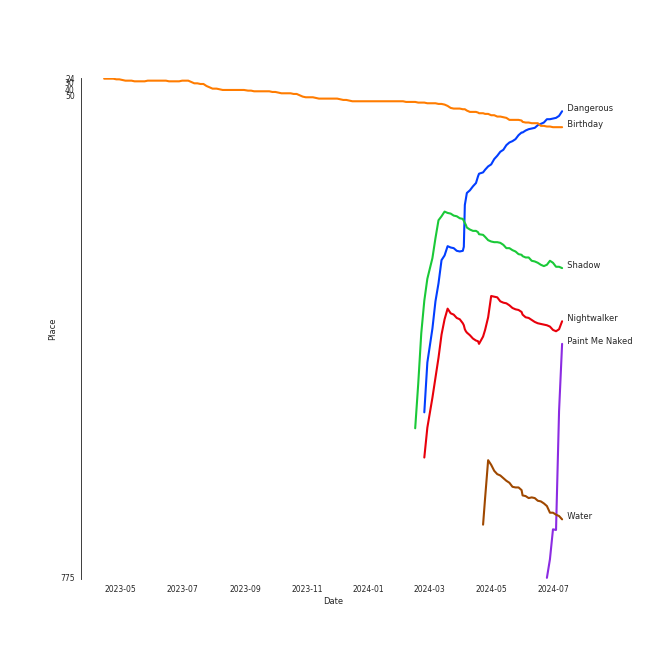 24
30
40
50
Dangerous
Birthday
Shadow
Nightwalker
Paint Me Naked
Water
Place
775
2023-05
2023-07
2023-09
2023-11
2024-01
2024-03
2024-05
2024-07
Date